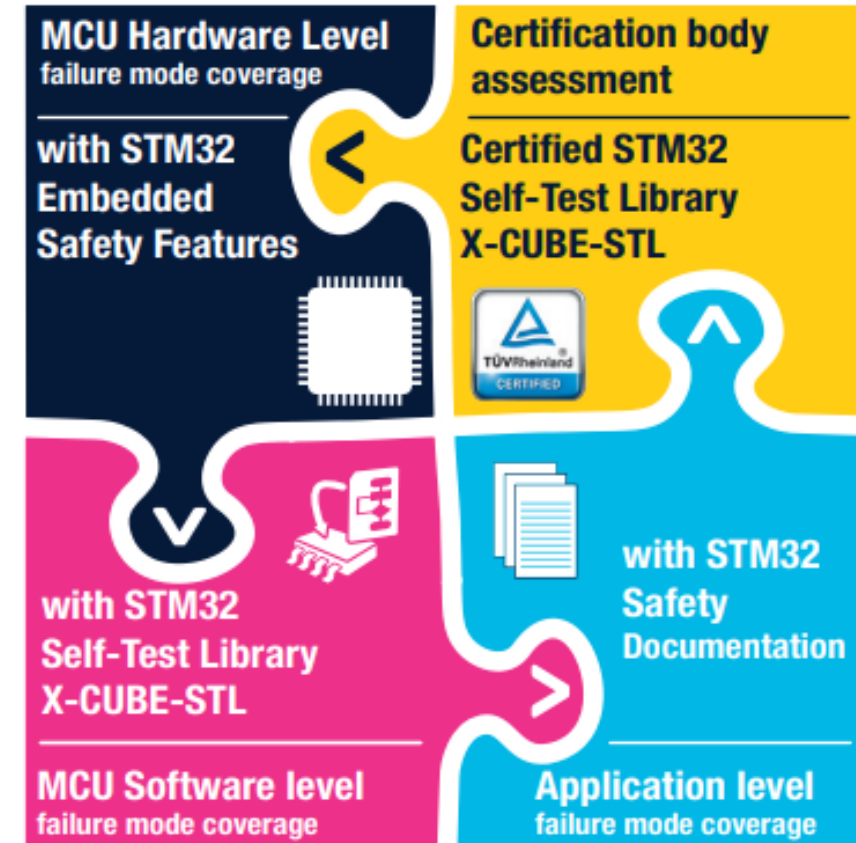 MCU Hardware Level
failure mode coverage
with STM32
Embedded
Safety Features
Certification body
assessment
Certified STM32
Self-Test Library
X-CUBE-STL
TÜVRheinland®
CERTIFIED
with STM32
Self-Test Library
X-CUBE-STL
MCU Software level
failure mode coverage
with STM32
Safety
Documentation
Application level
failure mode coverage